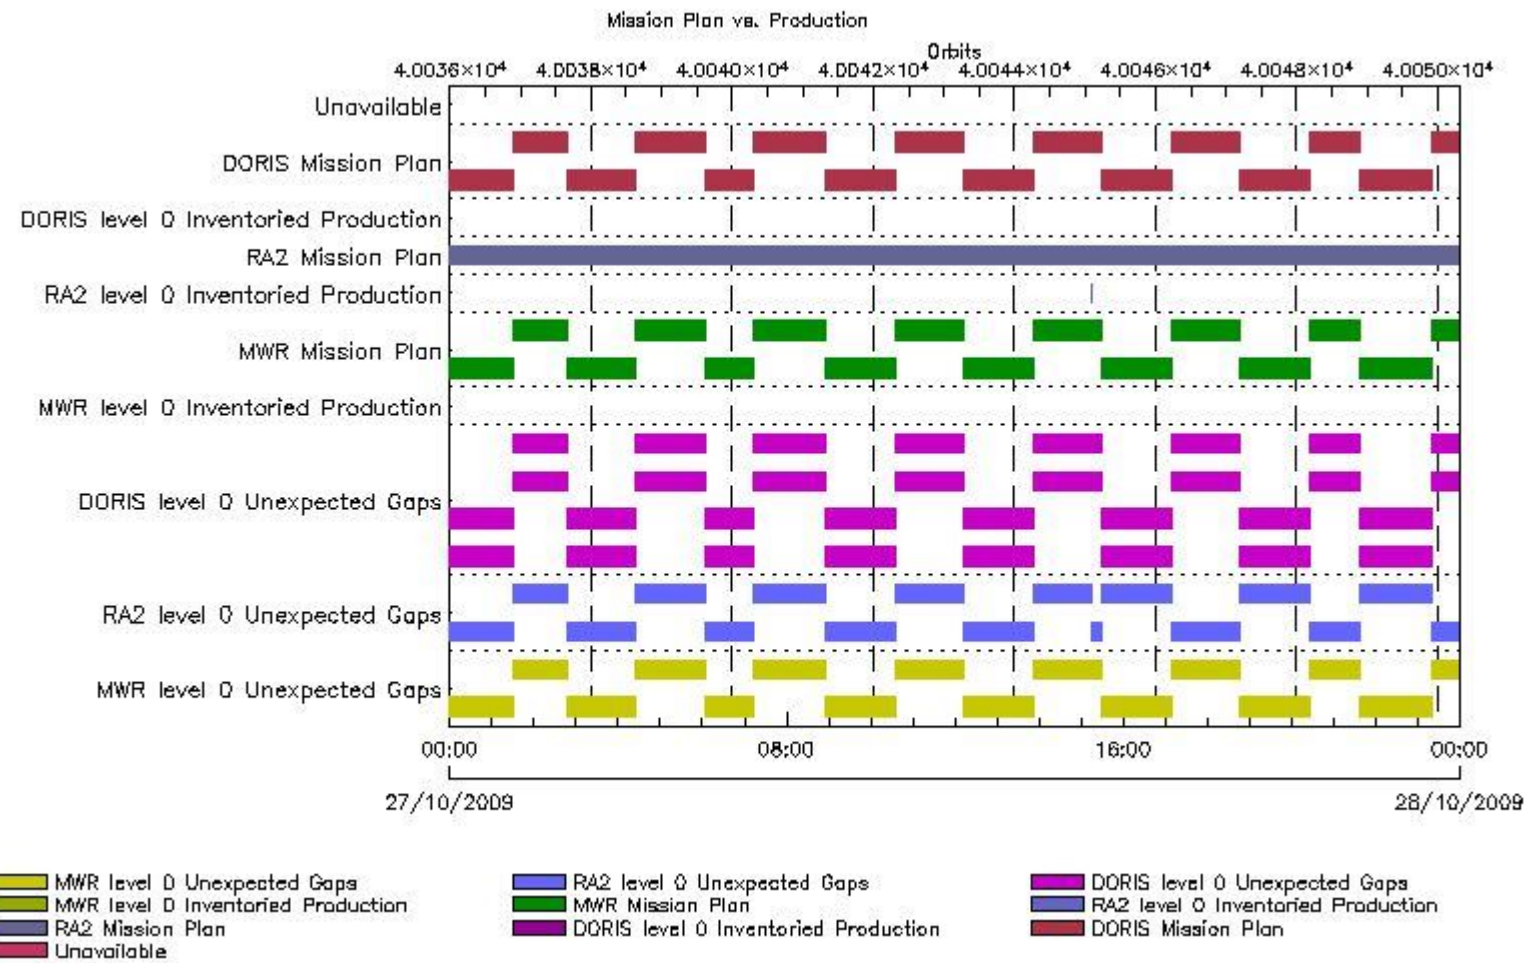 Mission Plan vs. Production
Orbits
4.0036×10⁴ 4.0038×10⁴ 4.0040×10⁴ 4.0042×10⁴ 4.0044×10⁴ 4.0046×10⁴ 4.0048×10⁴ 4.0050×10⁴
Unavailable
DORIS Mission Plan
DORIS level 0 Inventoried Production
RA2 Mission Plan
RA2 level 0 Inventoried Production
MWR Mission Plan
MWR level 0 Inventoried Production
DORIS level 0 Unexpected Gaps
RA2 level 0 Unexpected Gaps
MWR level 0 Unexpected Gaps
00:00 08:00 16:00 00:00
27/10/2009 28/10/2009
MWR level 0 Unexpected Gaps RA2 level 0 Unexpected Gaps DORIS level 0 Unexpected Gaps
MWR level 0 Inventoried Production MWR Mission Plan RA2 level 0 Inventoried Production
RA2 Mission Plan DORIS level 0 Inventoried Production DORIS Mission Plan
Unavailable